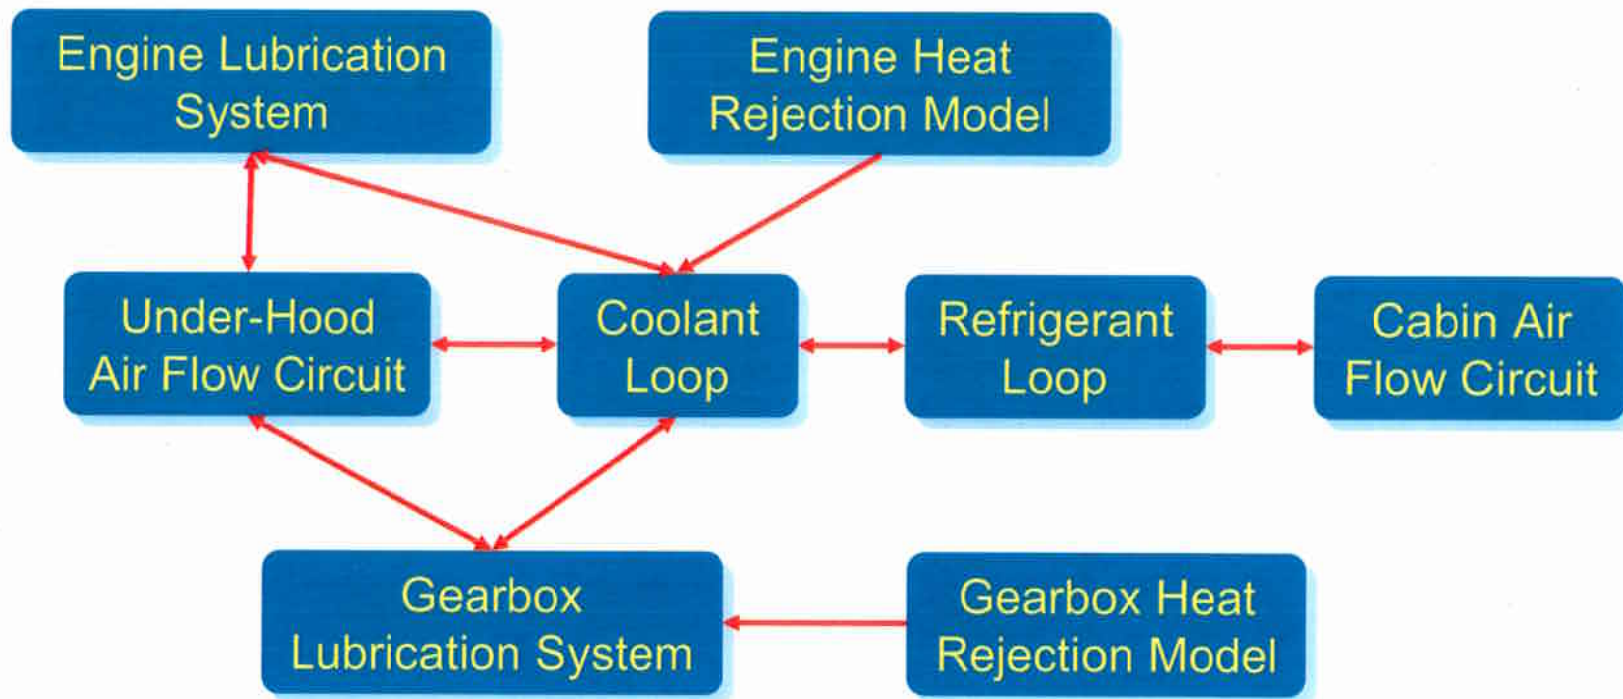 Engine Lubrication
System
Engine Heat
Rejection Model
Under-Hood
Air Flow Circuit
Coolant
Loop
Refrigerant
Loop
Cabin Air
Flow Circuit
Gearbox
Lubrication System
Gearbox Heat
Rejection Model